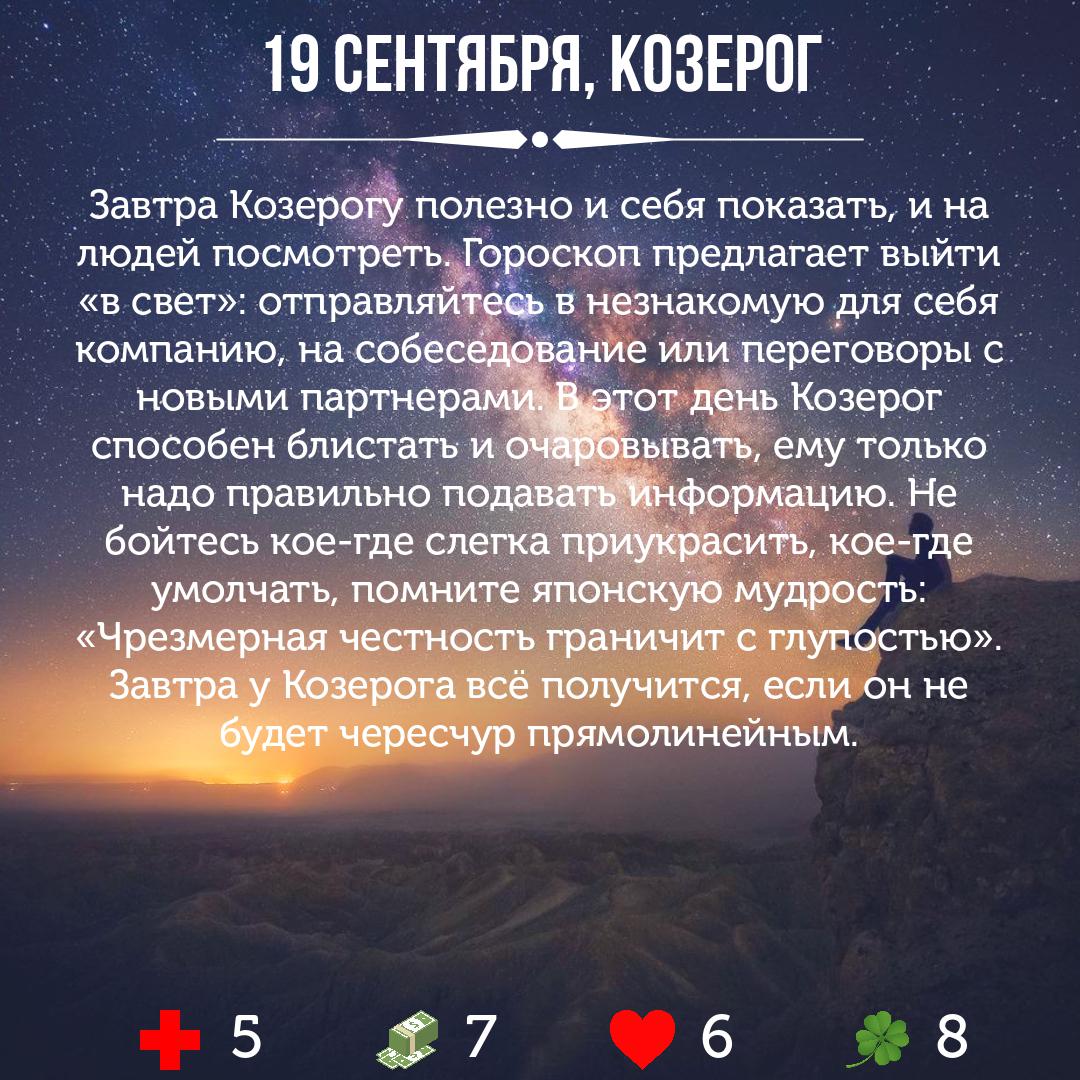 19 СЕНТЯБРЯ, КОЗЕРОГ
Завтра Козерогу полезно и себя показать, и на
людей посмотреть. Гороскоп предлагает выйти
«в свет»: отправляйтесь в незнакомую для себя
компанию, на собеседование или переговоры с
новыми партнерами. В этот день Козерог
способен блистать и очаровывать, ему только
надо правильно подавать информацию. Не
бойтесь кое-где слегка приукрасить, кое-где
умолчать, помните японскую мудрость:
«Чрезмерная честность граничит с глупостью».
Завтра у Козерога всё получится, если он не
будет чересчур прямолинейным.
5 7 6 8